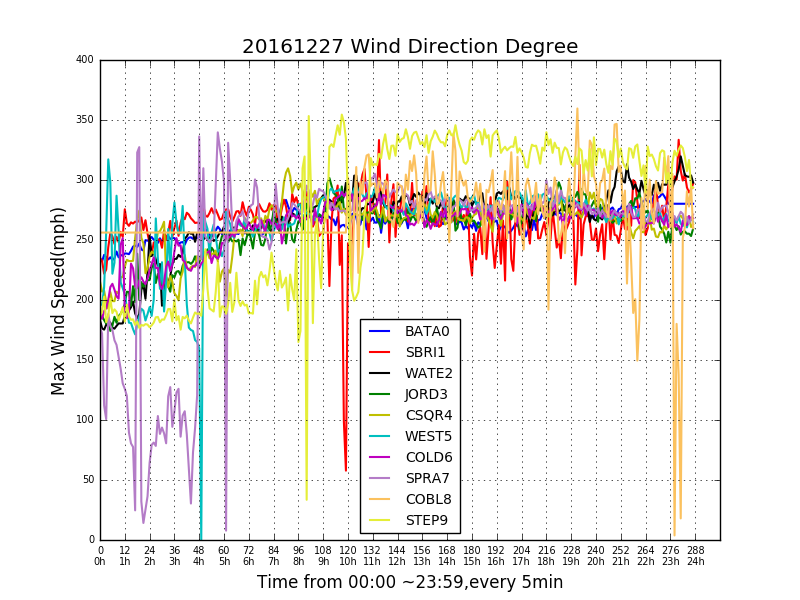 20161227 Wind Direction Degree
400
350
300
250
200
150
100
50
0
Max Wind Speed(mph)
BATA0
SBRI1
WATE2
JORD3
CSQR4
WEST5
COLD6
SPRA7
COBL8
STEP9
0 12 24 36 48 60 72 84 96 108 120 132 144 156 168 180 192 204 216 228 240 252 264 276 288
0h 1h 2h 3h 4h 5h 6h 7h 8h 9h 10h 11h 12h 13h 14h 15h 16h 17h 18h 19h 20h 21h 22h 23h 24h
Time from 00:00 ~23:59,every 5min